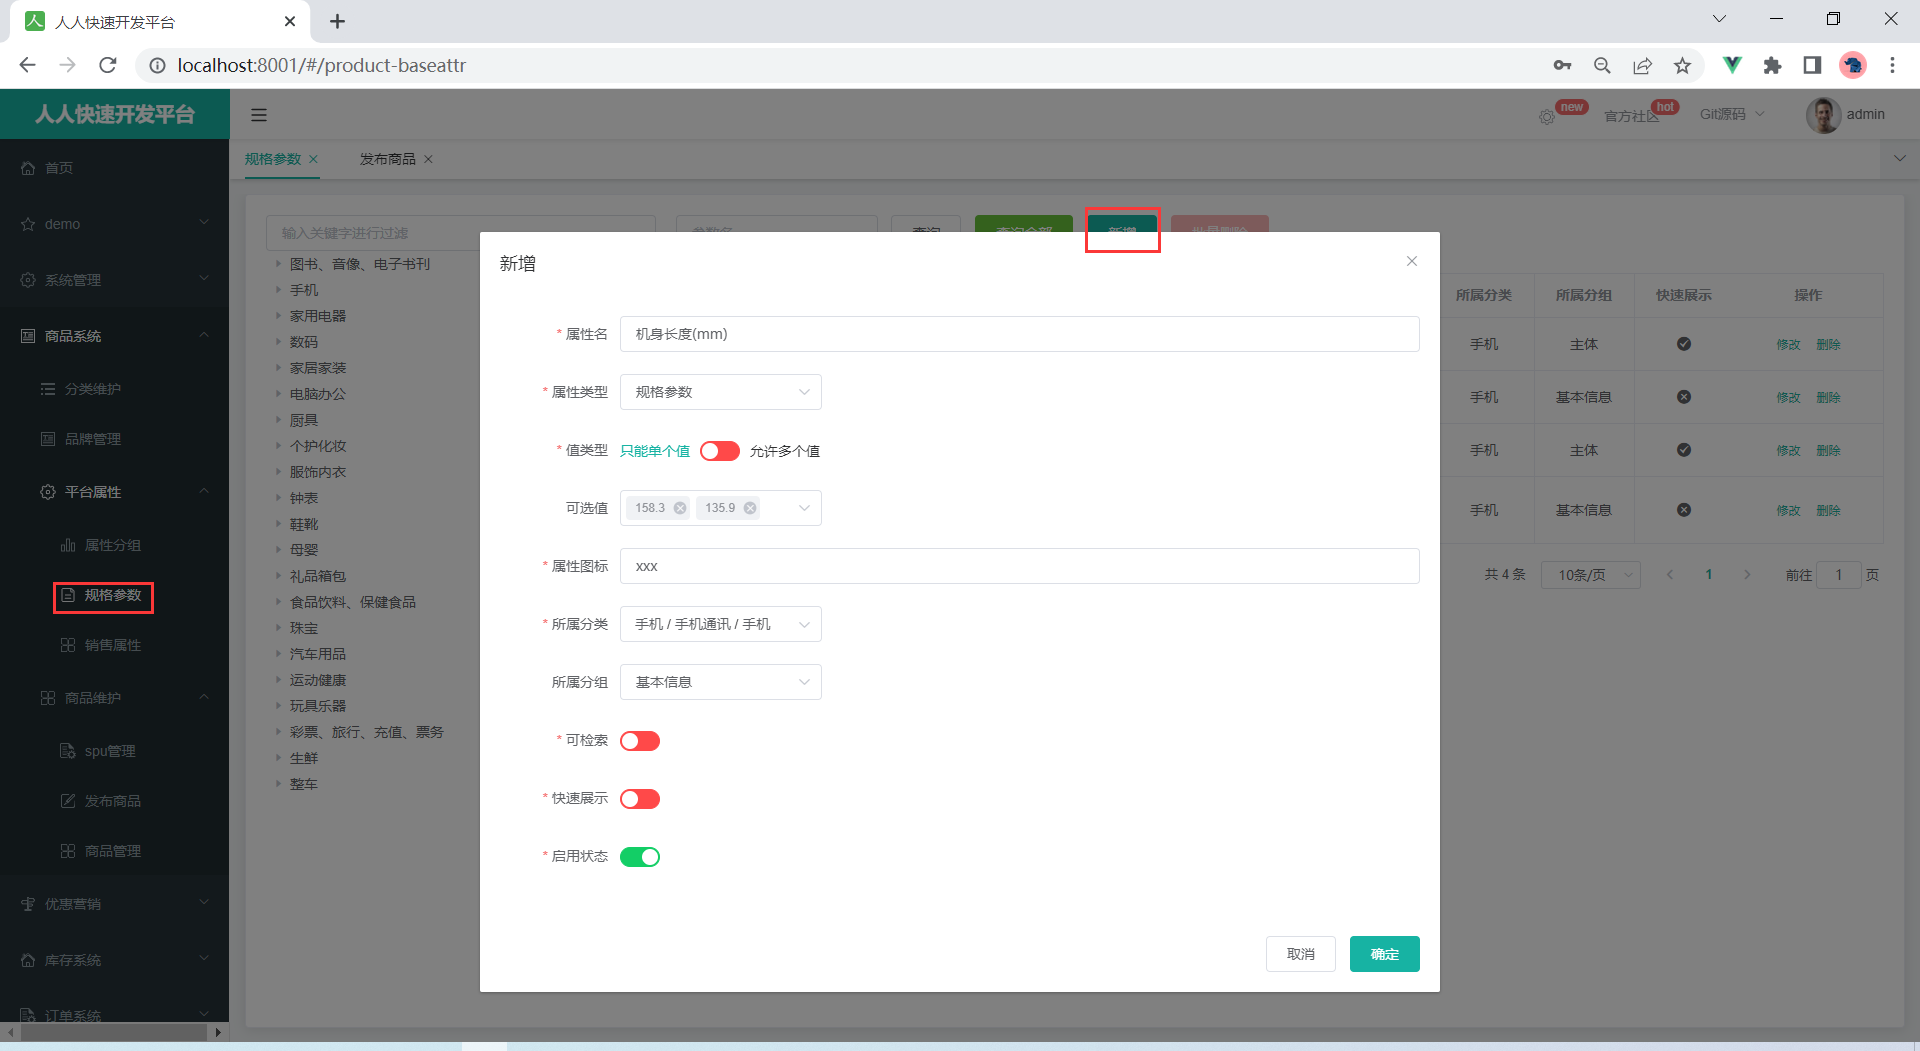 人人快速开发平台
localhost:8001/#/product-baseattr
人人快速开发平台
new
官方社区
hot
Git源码
admin
规格参数
发布商品
首页
demo
系统管理
商品系统
分类维护
品牌管理
平台属性
属性分组
规格参数
销售属性
商品维护
spu管理
发布商品
商品管理
优惠营销
库存系统
订单系统
输入关键字进行过滤
参数名
查询
查询全部
新增
批量删除
图书、音像、电子书刊
手机
家用电器
数码
家居家装
电脑办公
厨具
个护化妆
服饰内衣
钟表
鞋靴
母婴
礼品箱包
食品饮料、保健食品
珠宝
汽车用品
运动健康
玩具乐器
彩票、旅行、充值、票务
生鲜
整车
新增
* 属性名 机身长度(mm)
* 属性类型 规格参数
* 值类型 只能单个值 允许多个值
可选值 158.3 135.9
* 属性图标 xxx
* 所属分类 手机 / 手机通讯 / 手机
所属分组 基本信息
* 可检索
* 快速展示
* 启用状态
取消 确定
所属分类 所属分组 快速展示 操作
手机 主体 修改 删除
手机 基本信息 修改 删除
手机 主体 修改 删除
手机 基本信息 修改 删除
共 4 条 10条/页 1 前往 1 页